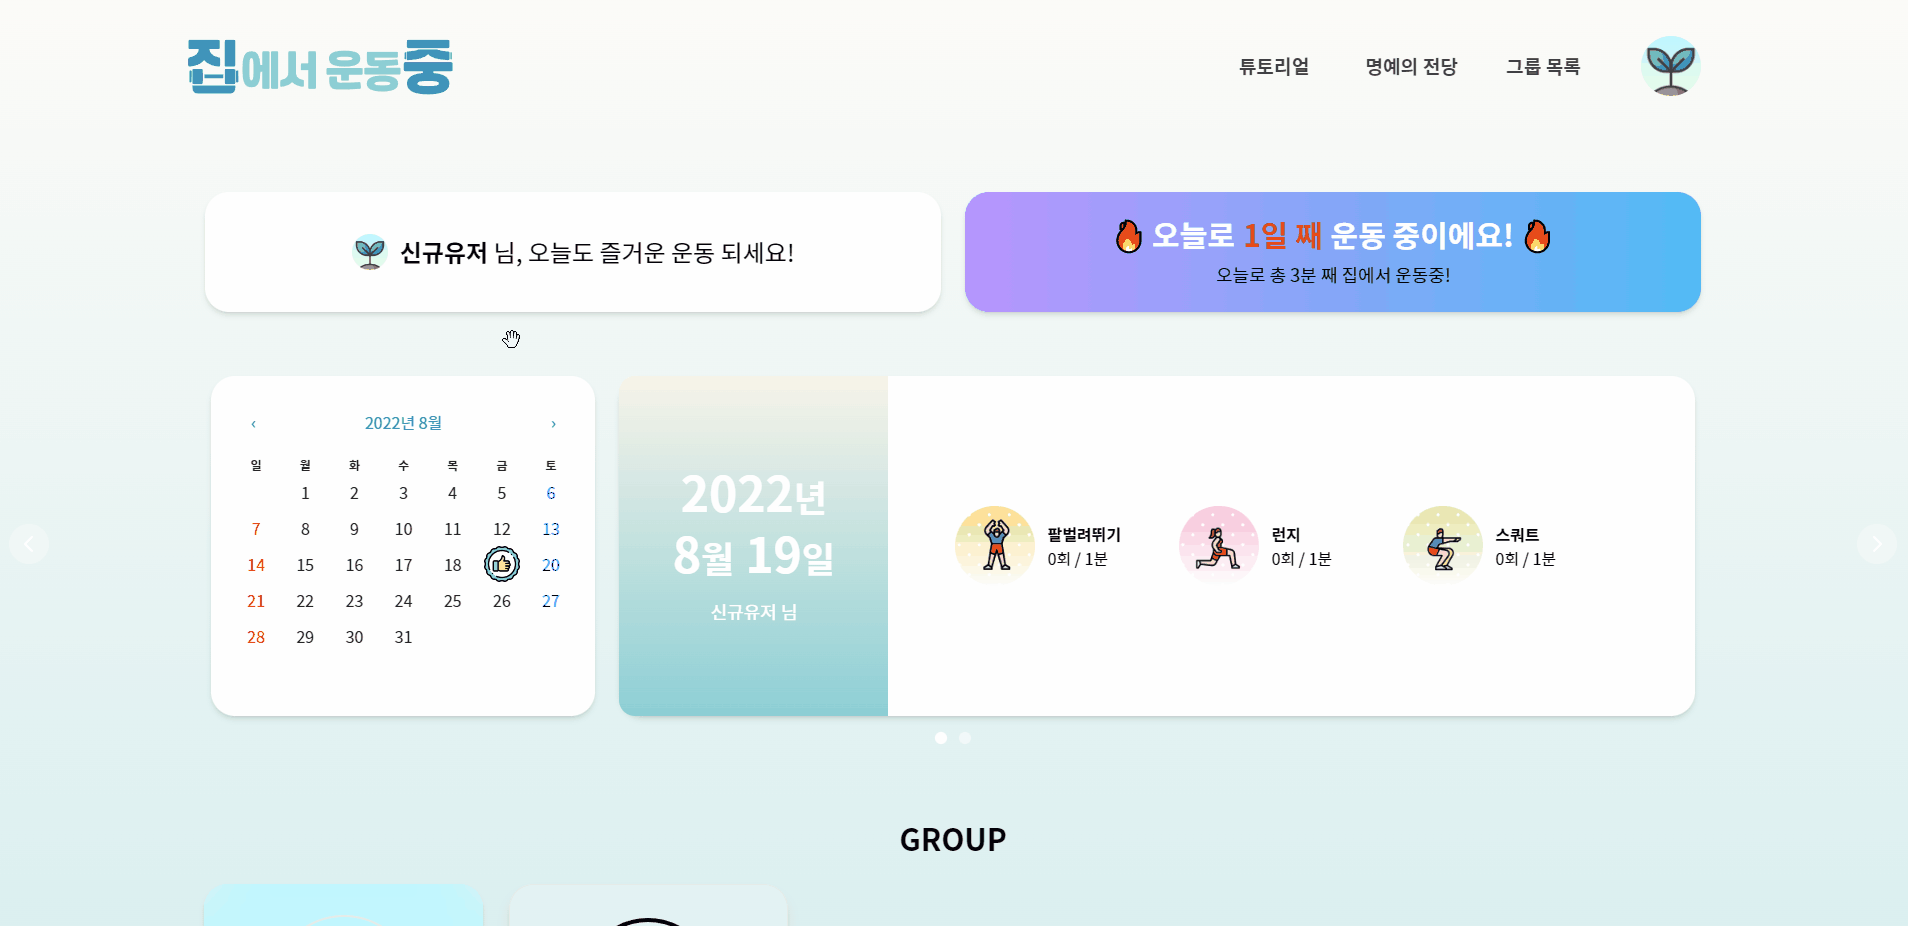 집에서 운동중
튜토리얼 명예의 전당 그룹 목록
신규유저 님, 오늘도 즐거운 운동 되세요!
오늘로 1일 째 운동 중이에요!
오늘로 총 3분 째 집에서 운동중!
‹ 2022년 8월 ›
일 월 화 수 목 금 토
1 2 3 4 5 6
7 8 9 10 11 12 13
14 15 16 17 18 20
21 22 23 24 25 26 27
28 29 30 31
2022년
8월 19일
신규유저 님
팔벌려뛰기
0회 / 1분
런지
0회 / 1분
스쿼트
0회 / 1분
GROUP